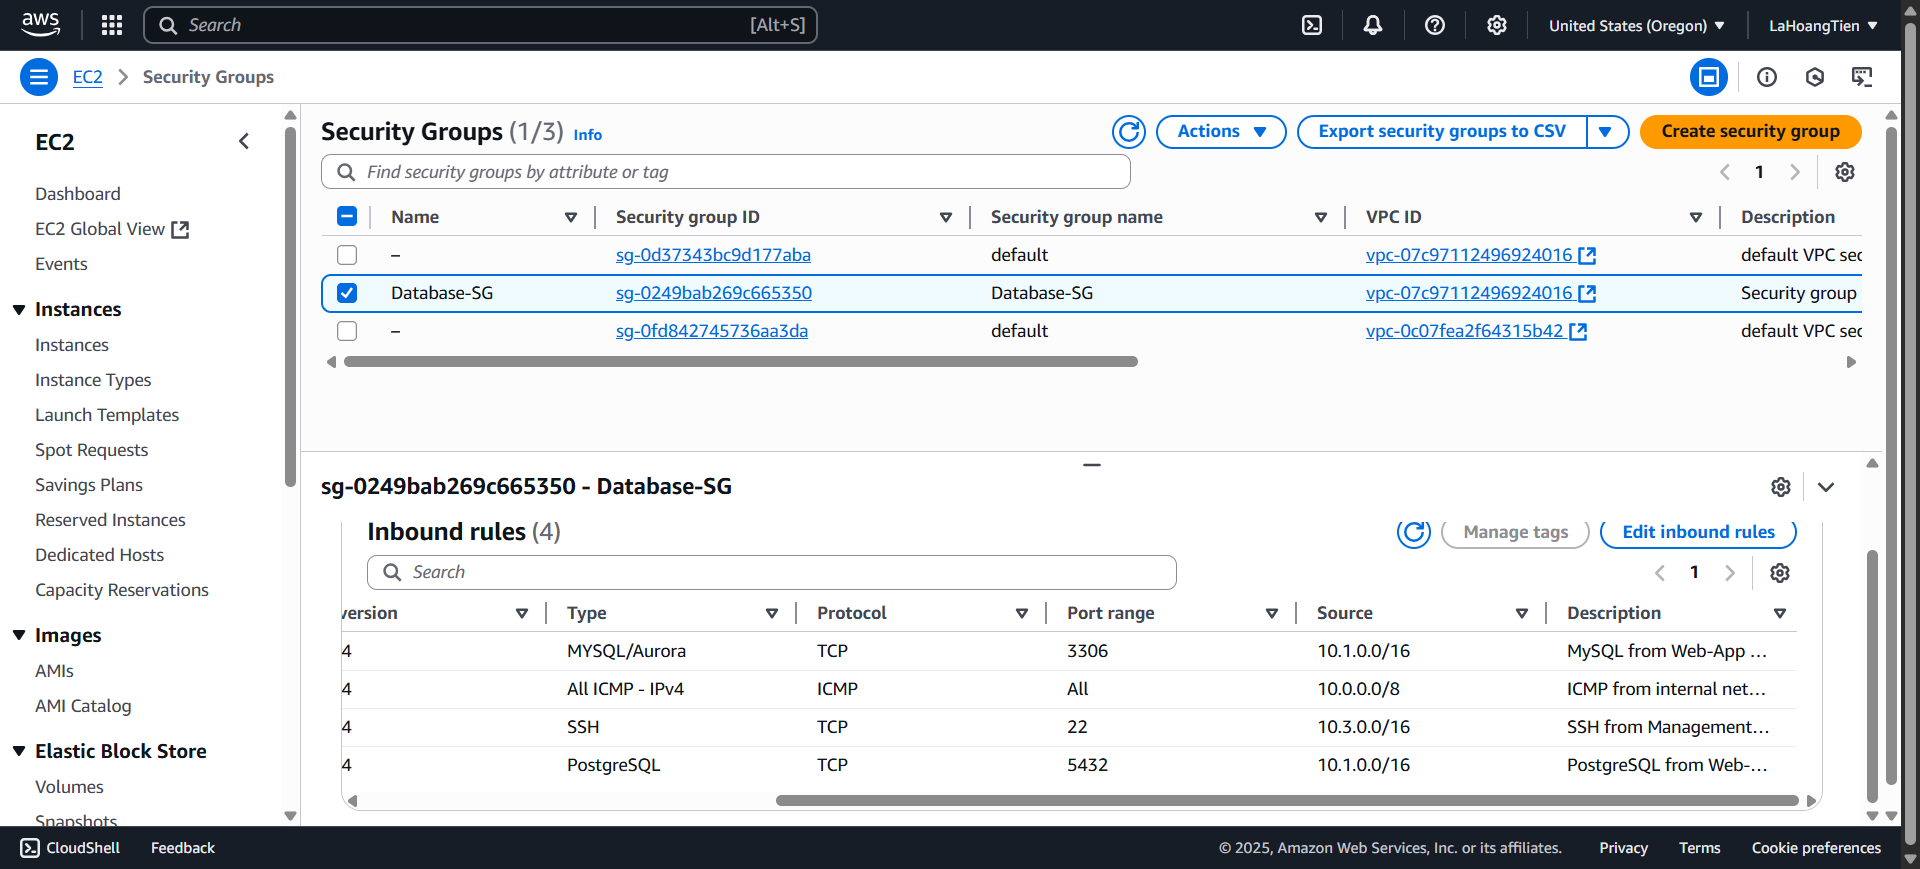 aws
Search [Alt+S]
United States (Oregon)
LaHoangTien
EC2
Security Groups
EC2
Dashboard
EC2 Global View
Events
Instances
Instances
Instance Types
Launch Templates
Spot Requests
Savings Plans
Reserved Instances
Dedicated Hosts
Capacity Reservations
Images
AMIs
AMI Catalog
Elastic Block Store
Volumes
Snapshots
Security Groups (1/3) Info
Actions
Export security groups to CSV
Create security group
Find security groups by attribute or tag
1
Name Security group ID Security group name VPC ID Description
– sg-0d37343bc9d177aba default vpc-07c97112496924016 default VPC sec
Database-SG sg-0249bab269c665350 Database-SG vpc-07c97112496924016 Security group
– sg-0fd842745736aa3da default vpc-0c07fea2f64315b42 default VPC sec
sg-0249bab269c665350 - Database-SG
Inbound rules (4)
Manage tags
Edit inbound rules
Search
1
version Type Protocol Port range Source Description
4 MYSQL/Aurora TCP 3306 10.1.0.0/16 MySQL from Web-App ...
4 All ICMP - IPv4 ICMP All 10.0.0.0/8 ICMP from internal net...
4 SSH TCP 22 10.3.0.0/16 SSH from Management...
4 PostgreSQL TCP 5432 10.1.0.0/16 PostgreSQL from Web-...
CloudShell
Feedback
© 2025, Amazon Web Services, Inc. or its affiliates.
Privacy
Terms
Cookie preferences